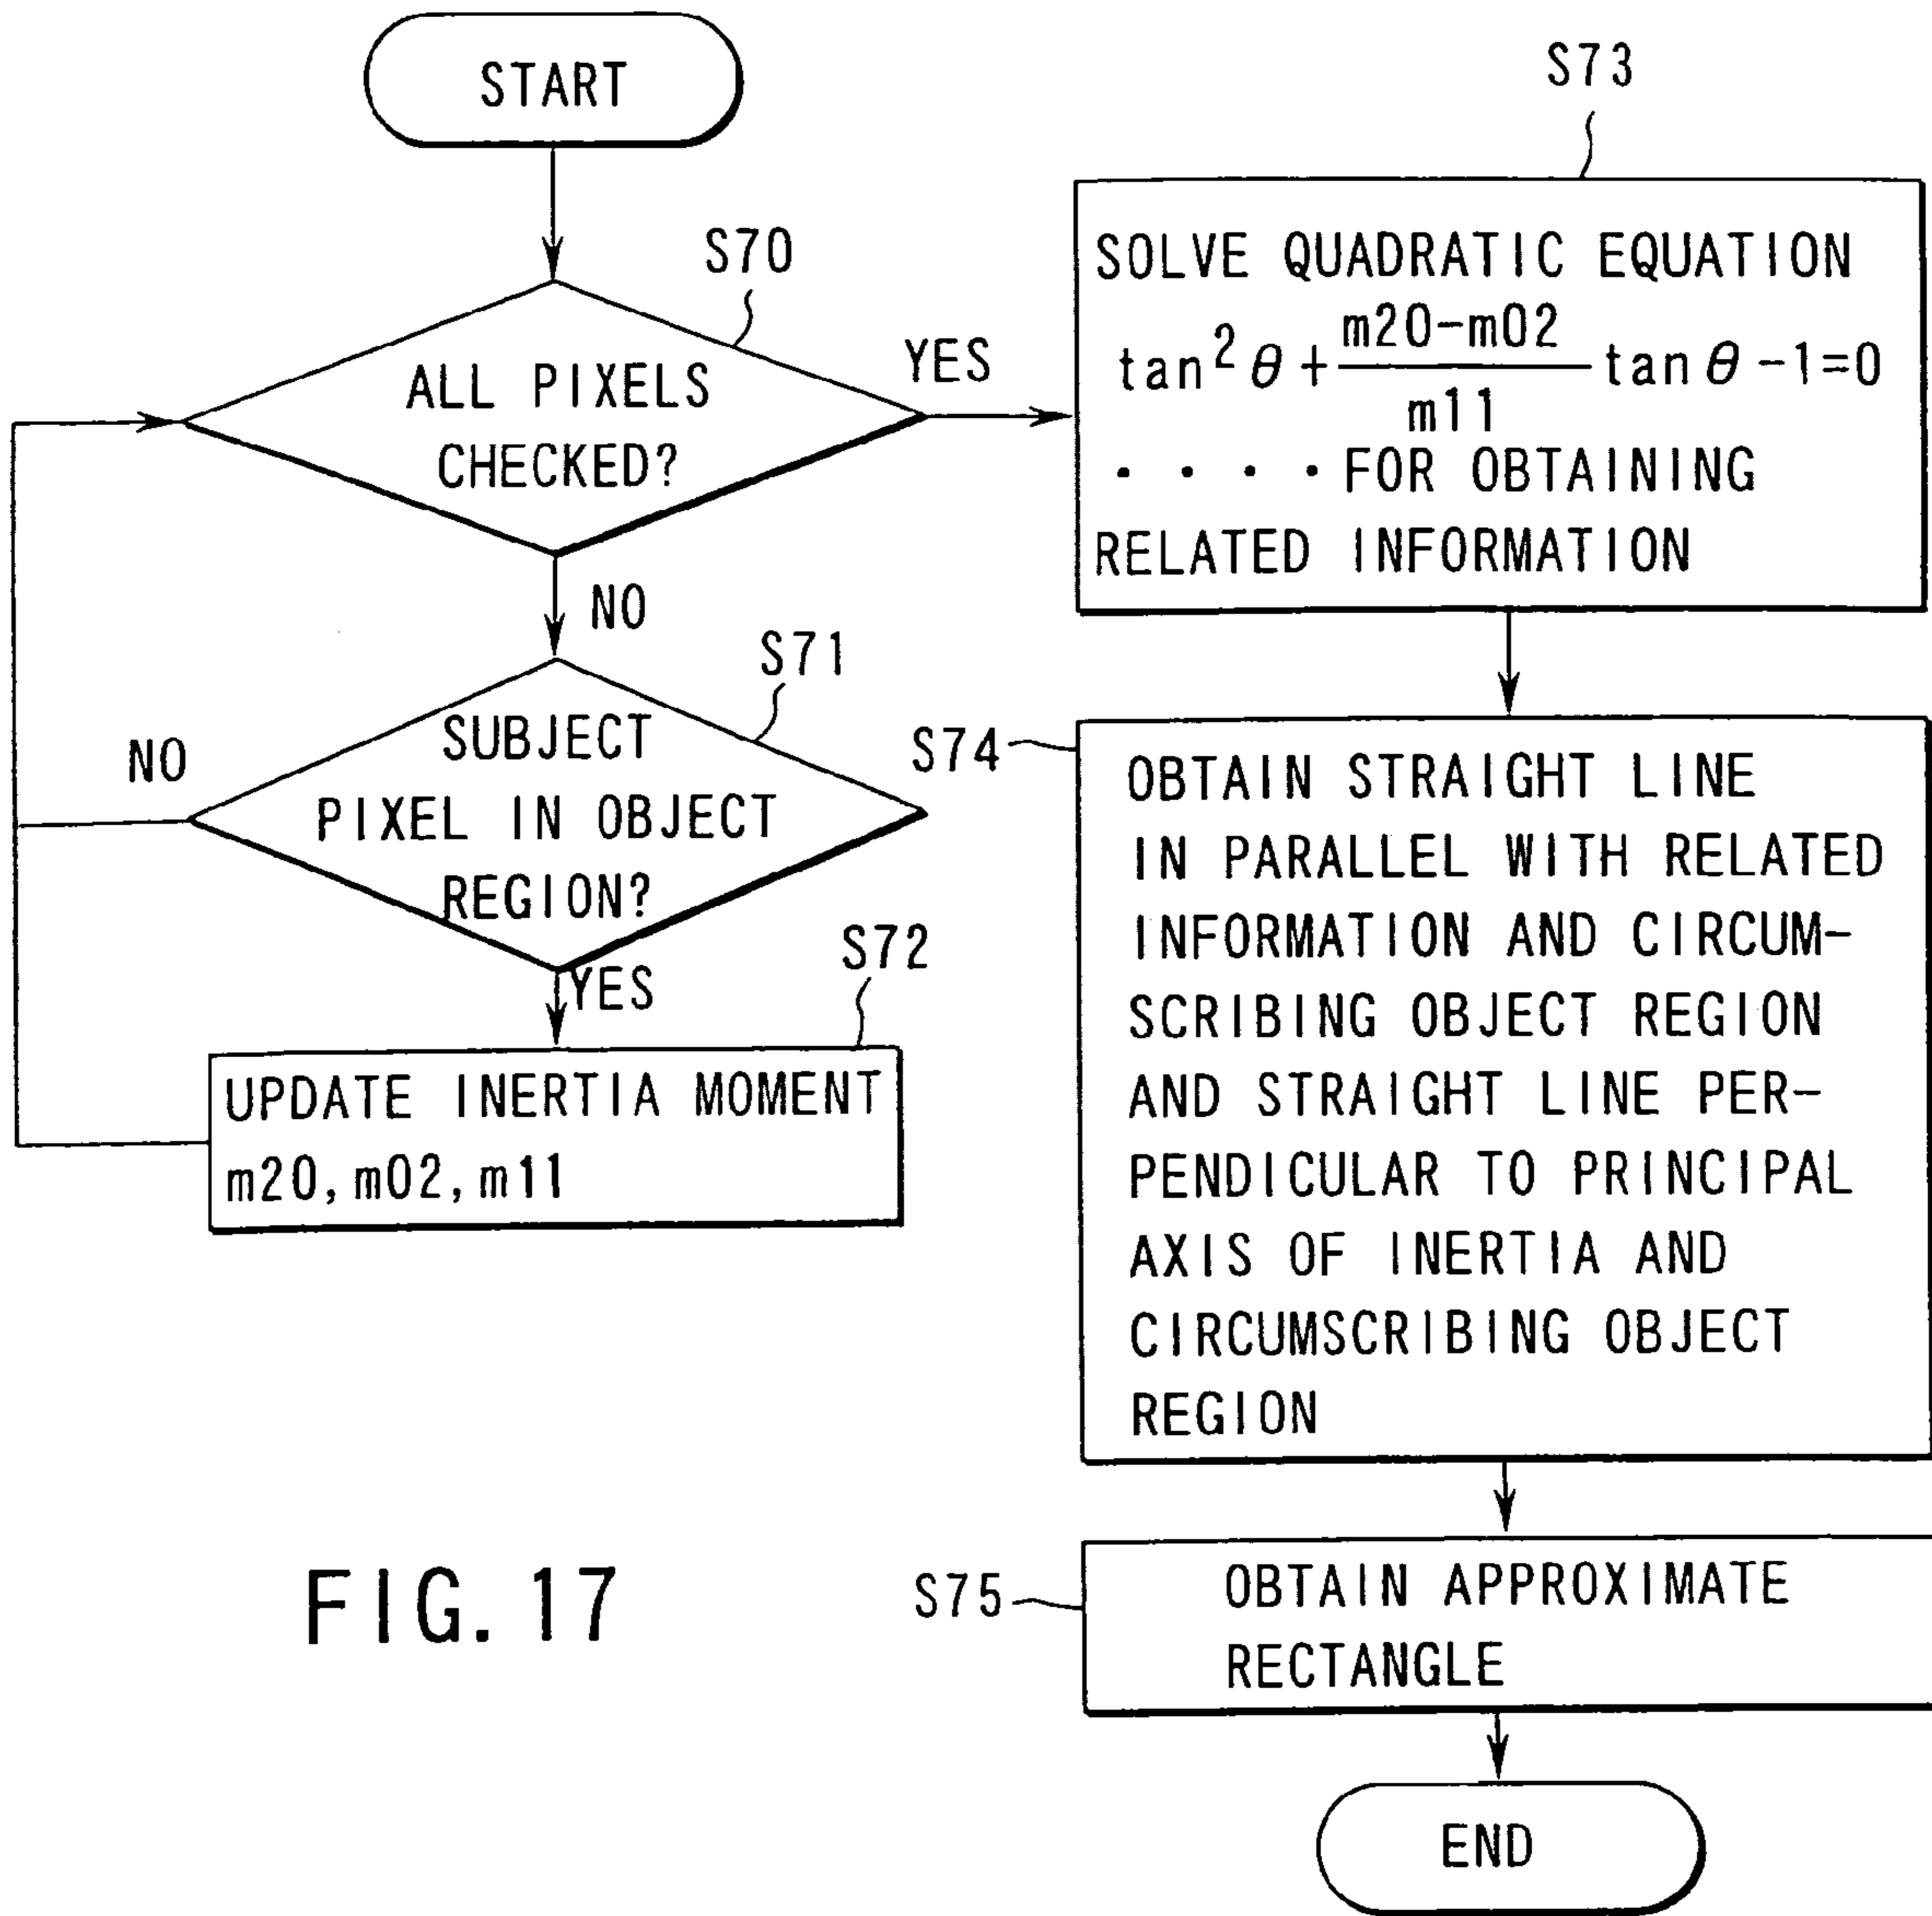 START
S70
ALL PIXELS
CHECKED?
YES
NO
S71
SUBJECT
PIXEL IN OBJECT
REGION?
NO
YES
S72
UPDATE INERTIA MOMENT
m20, m02, m11
S73
SOLVE QUADRATIC EQUATION
tan² θ + (m20-m02)/m11 tan θ -1=0
・・・・FOR OBTAINING
RELATED INFORMATION
S74
OBTAIN STRAIGHT LINE
IN PARALLEL WITH RELATED
INFORMATION AND CIRCUM-
SCRIBING OBJECT REGION
AND STRAIGHT LINE PER-
PENDICULAR TO PRINCIPAL
AXIS OF INERTIA AND
CIRCUMSCRIBING OBJECT
REGION
S75
OBTAIN APPROXIMATE
RECTANGLE
END
FIG. 17